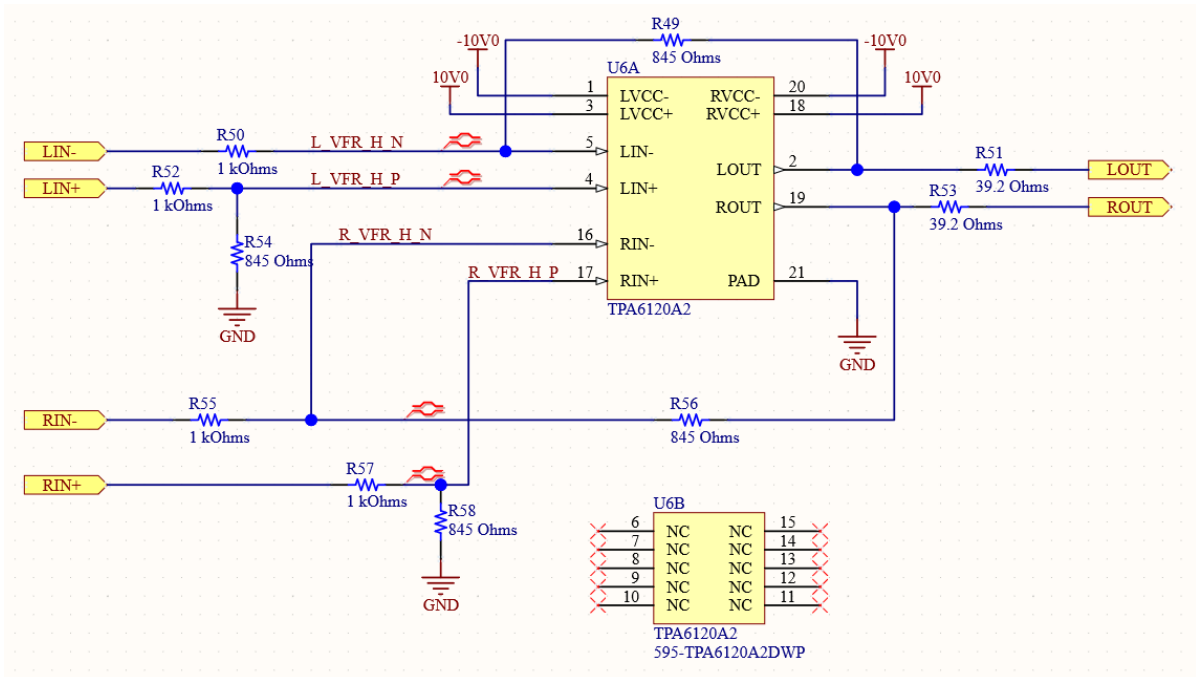 R49
845 Ohms
-10V0
-10V0
10V0
10V0
U6A
1
LVCC-
RVCC-
20
3
LVCC+
RVCC+
18
LIN-
R50
1 kOhms
L_VFR_H_N
5
LIN-
LIN+
R52
1 kOhms
L_VFR_H_P
4
LIN+
LOUT
2
R51
39.2 Ohms
LOUT
ROUT
19
R53
39.2 Ohms
ROUT
R54
845 Ohms
GND
R_VFR_H_N
16
RIN-
R_VFR_H_P
17
RIN+
PAD
21
TPA6120A2
GND
RIN-
R55
1 kOhms
R56
845 Ohms
RIN+
R57
1 kOhms
R58
845 Ohms
GND
U6B
6
NC
NC
15
7
NC
NC
14
8
NC
NC
13
9
NC
NC
12
10
NC
NC
11
TPA6120A2
595-TPA6120A2DWP